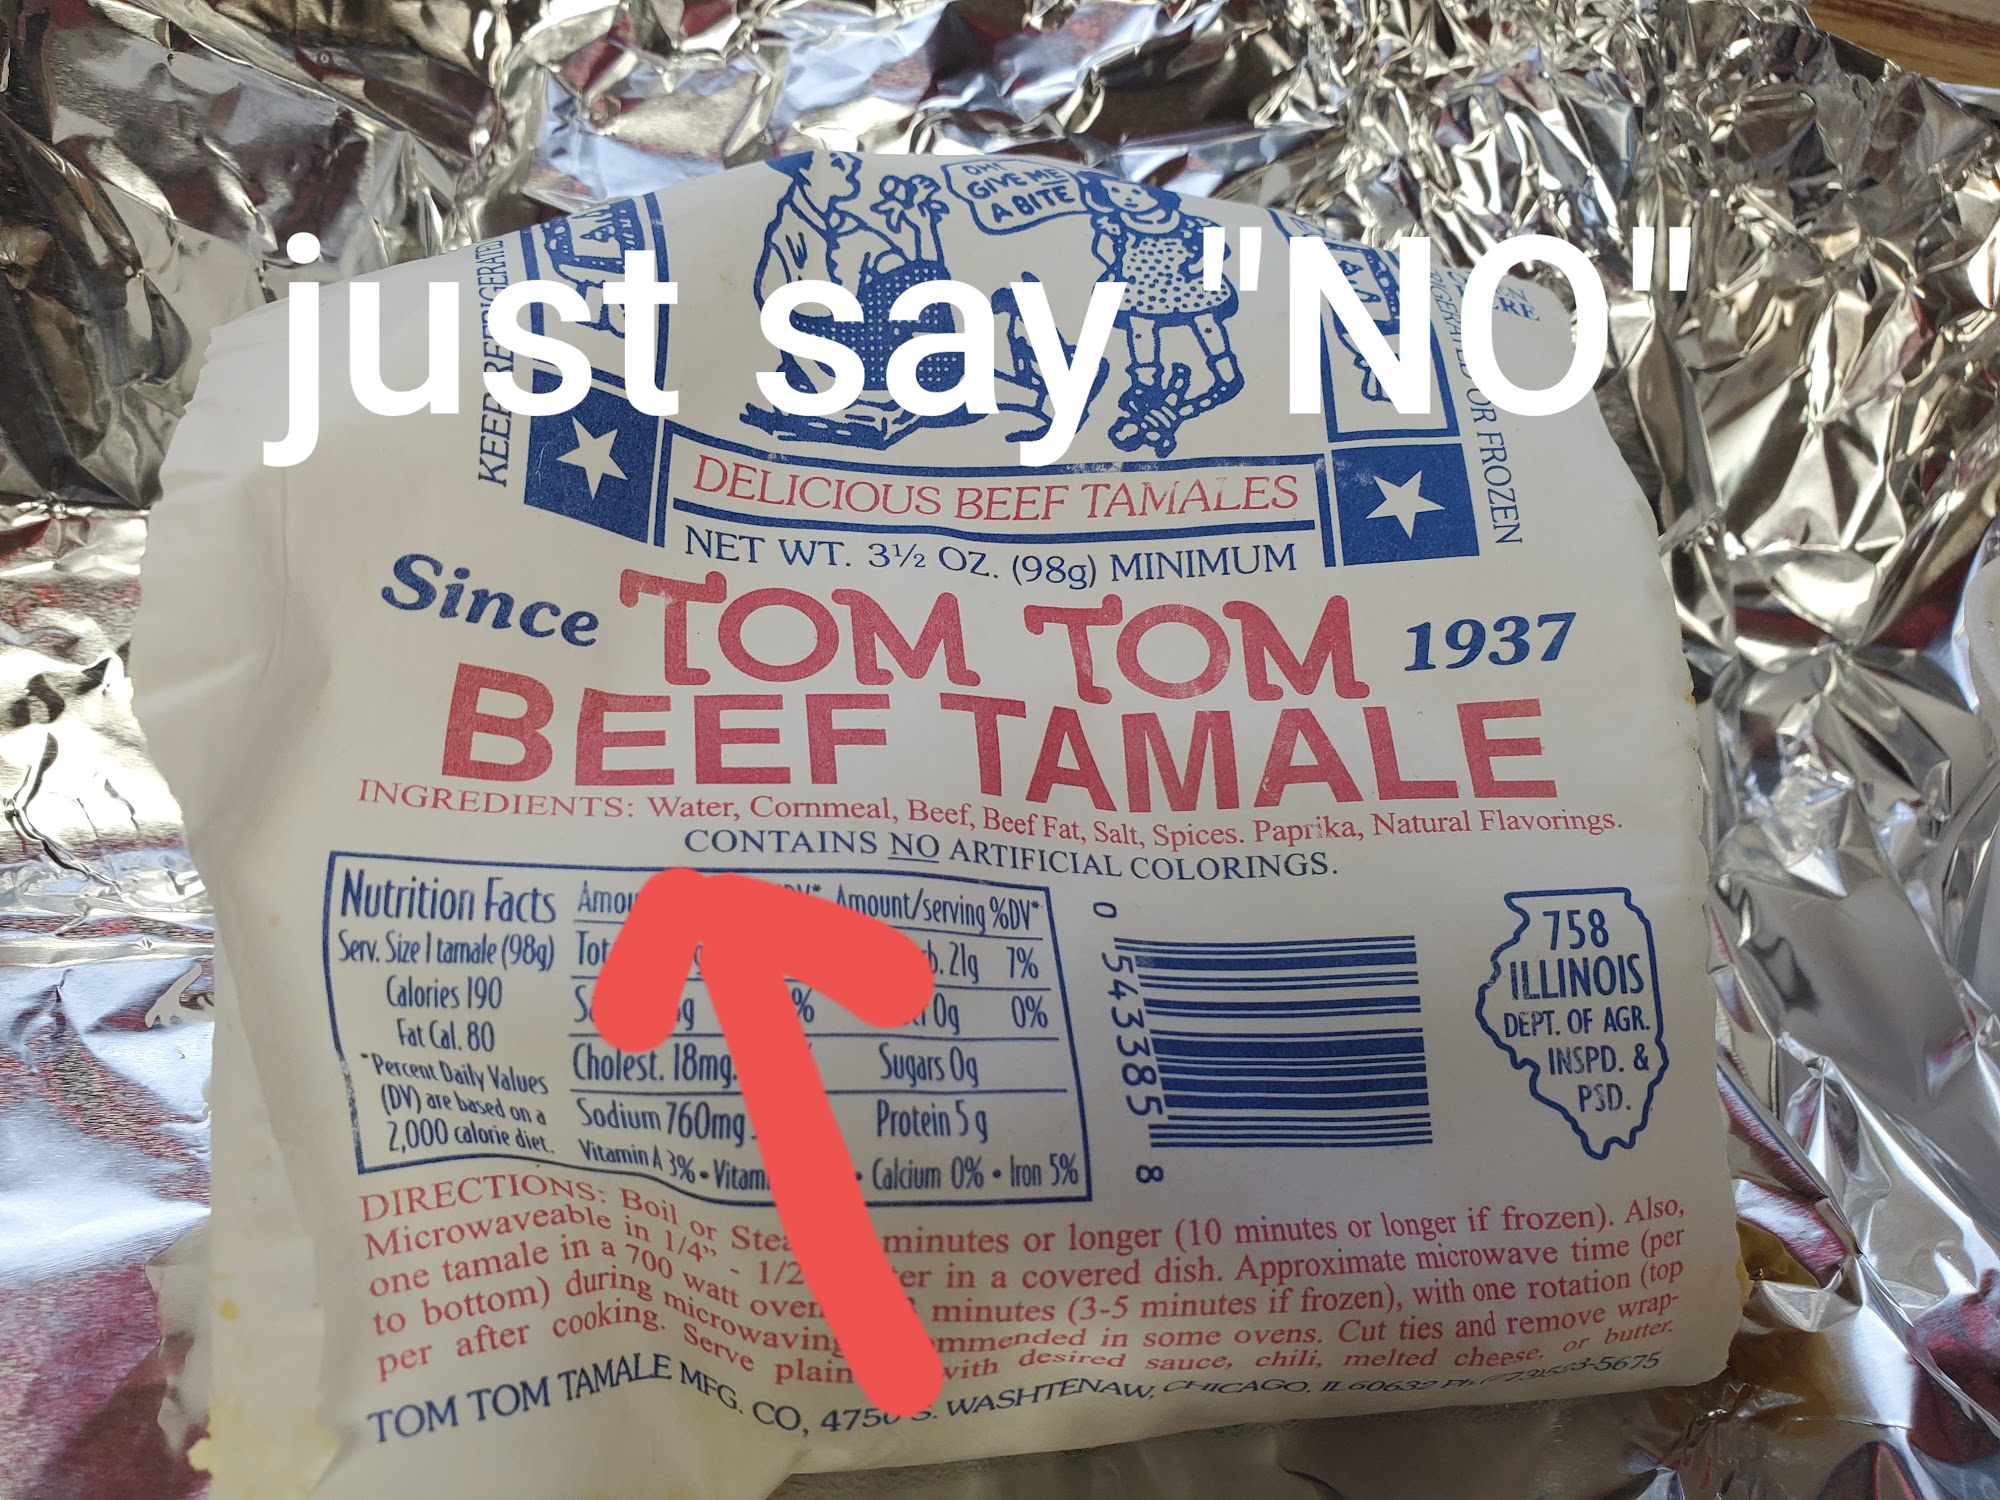 just say "NO"
OH!
GIVE ME
A BITE
KEEP REFRIGERATED
OR FROZEN
DELICIOUS BEEF TAMALES
NET WT. 3½ OZ. (98g) MINIMUM
Since TOM TOM 1937
BEEF TAMALE
INGREDIENTS: Water, Cornmeal, Beef, Beef Fat, Salt, Spices. Paprika, Natural Flavorings.
CONTAINS NO ARTIFICIAL COLORINGS.
Nutrition Facts
Serv. Size 1 tamale (98g)
Calories 190
Fat Cal. 80
*Percent Daily Values
(DV) are based on a
2,000 calorie diet.
Amount/serving %DV*
21g 7%
0g 0%
Cholest. 18mg
Sugars 0g
Sodium 760mg
Protein 5 g
Vitamin A 3% • • Calcium 0% • Iron 5%
0 543385 8
758
ILLINOIS
DEPT. OF AGR.
INSPD. &
PSD.
DIRECTIONS: Boil or minutes or longer (10 minutes or longer if frozen). Also,
Microwaveable in 1/4" - in a covered dish. Approximate microwave time (per
one tamale in a 700 watt oven minutes (3-5 minutes if frozen), with one rotation (top
to bottom) during microwaving in some ovens. Cut ties and remove wrap-
per after cooking. Serve plain with desired sauce, chili, melted cheese, or butter.
TOM TOM TAMALE MFG. CO, 4750 S. WASHTENAW, CHICAGO, IL 60632